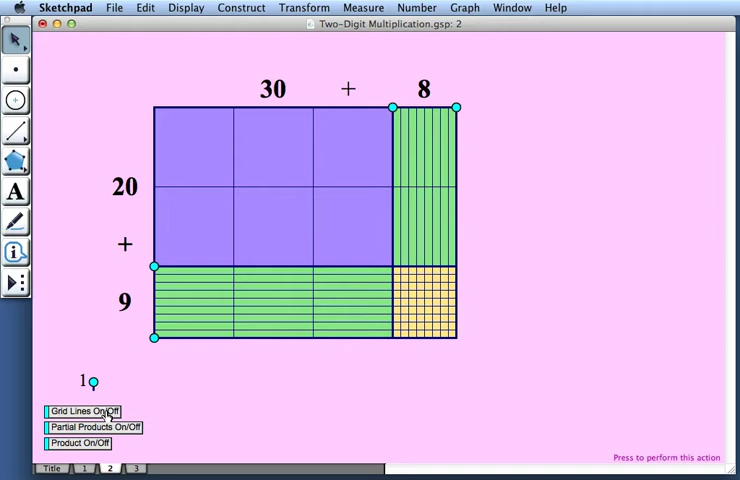 Sketchpad File Edit Display Construct Transform Measure Number Graph Window Help
Two-Digit Multiplication.gsp: 2
30 + 8
20
+
9
A
1
Grid Lines On/Off
Partial Products On/Off
Product On/Off
Press to perform this action
Title 1 2 3